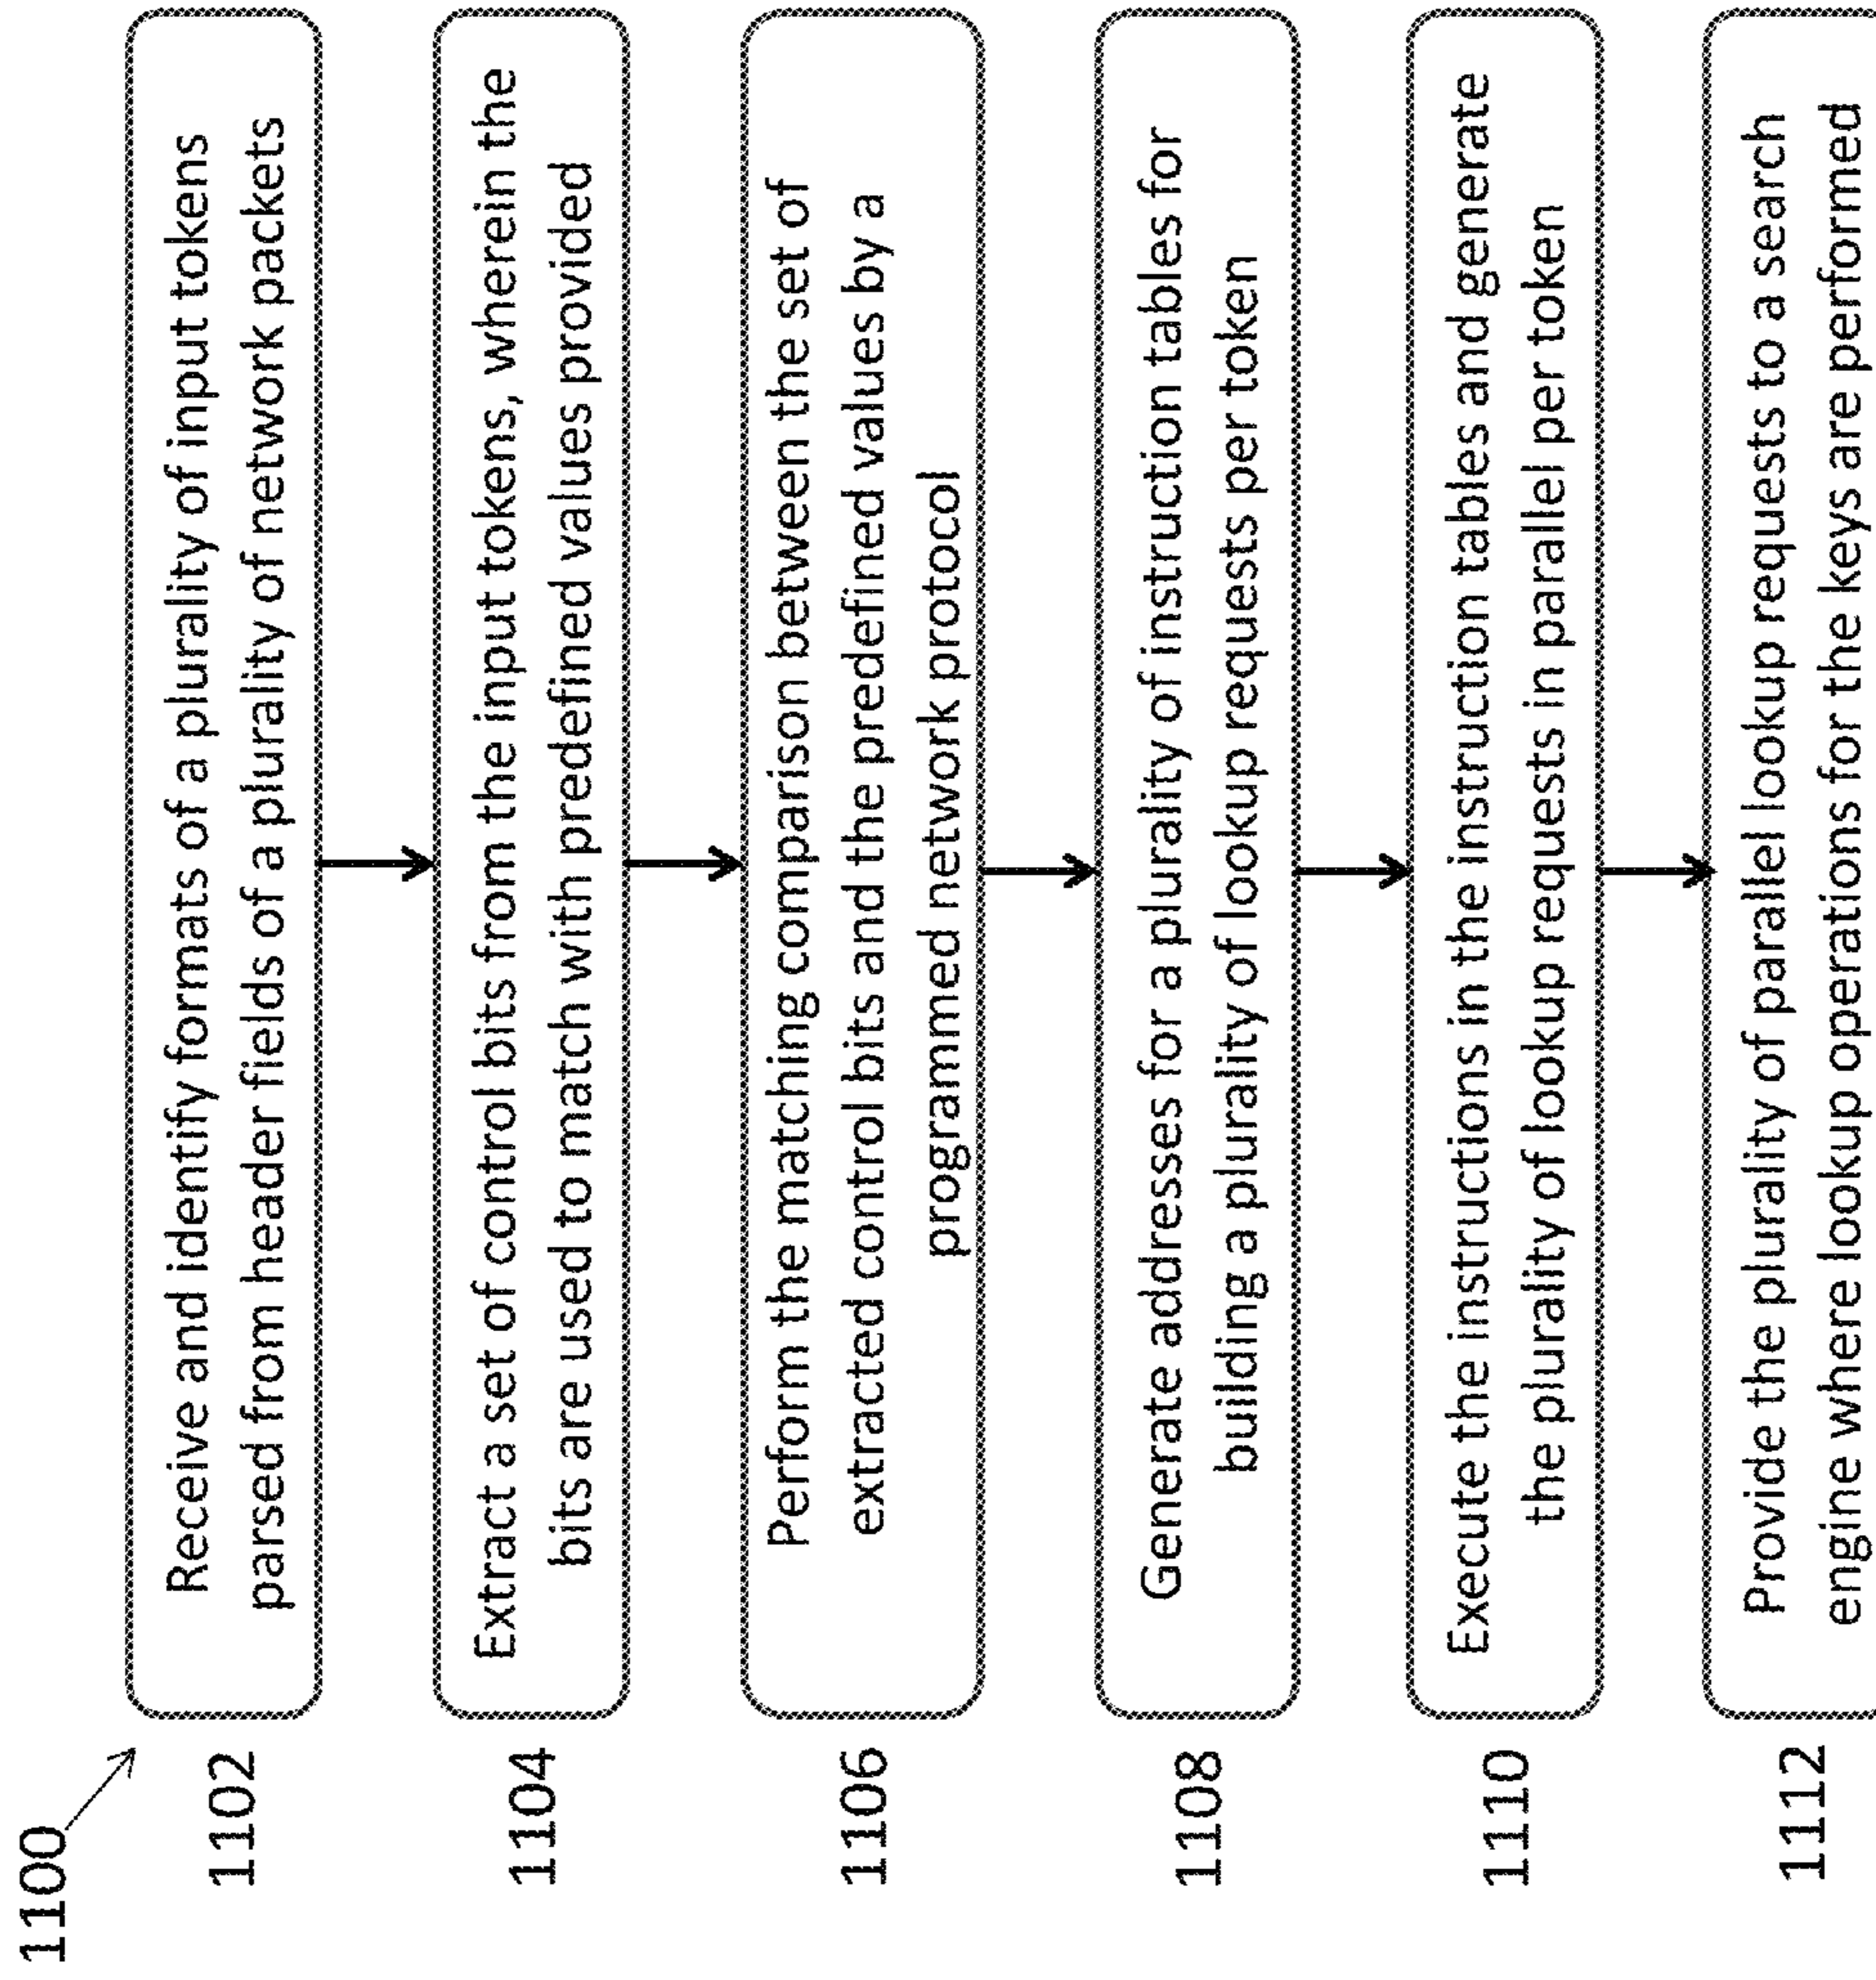 1100
1102
Receive and identify formats of a plurality of input tokens
parsed from header fields of a plurality of network packets
1104
Extract a set of control bits from the input tokens, wherein the
bits are used to match with predefined values provided
1106
Perform the matching comparison between the set of
extracted control bits and the predefined values by a
programmed network protocol
1108
Generate addresses for a plurality of instruction tables for
building a plurality of lookup requests per token
1110
Execute the instructions in the instruction tables and generate
the plurality of lookup requests in parallel per token
1112
Provide the plurality of parallel lookup requests to a search
engine where lookup operations for the keys are performed